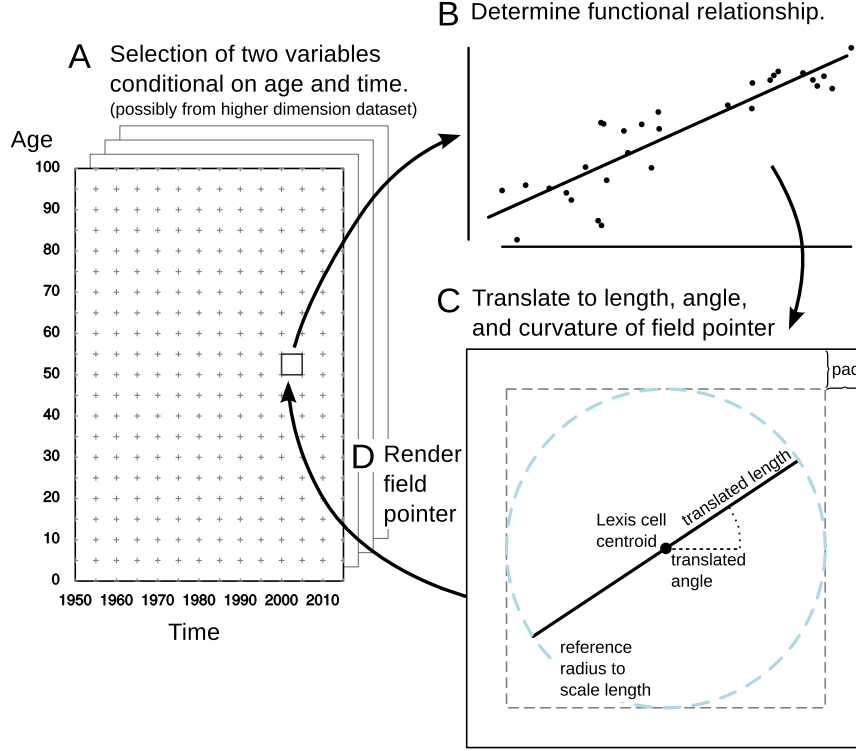 A Selection of two variables
conditional on age and time.
(possibly from higher dimension dataset)
Age
100
90
80
70
60
50
40
30
20
10
0
1950 1960 1970 1980 1990 2000 2010
Time
B Determine functional relationship.
C Translate to length, angle,
and curvature of field pointer
pad
translated length
Lexis cell
centroid
translated
angle
reference
radius to
scale length
D Render
field
pointer